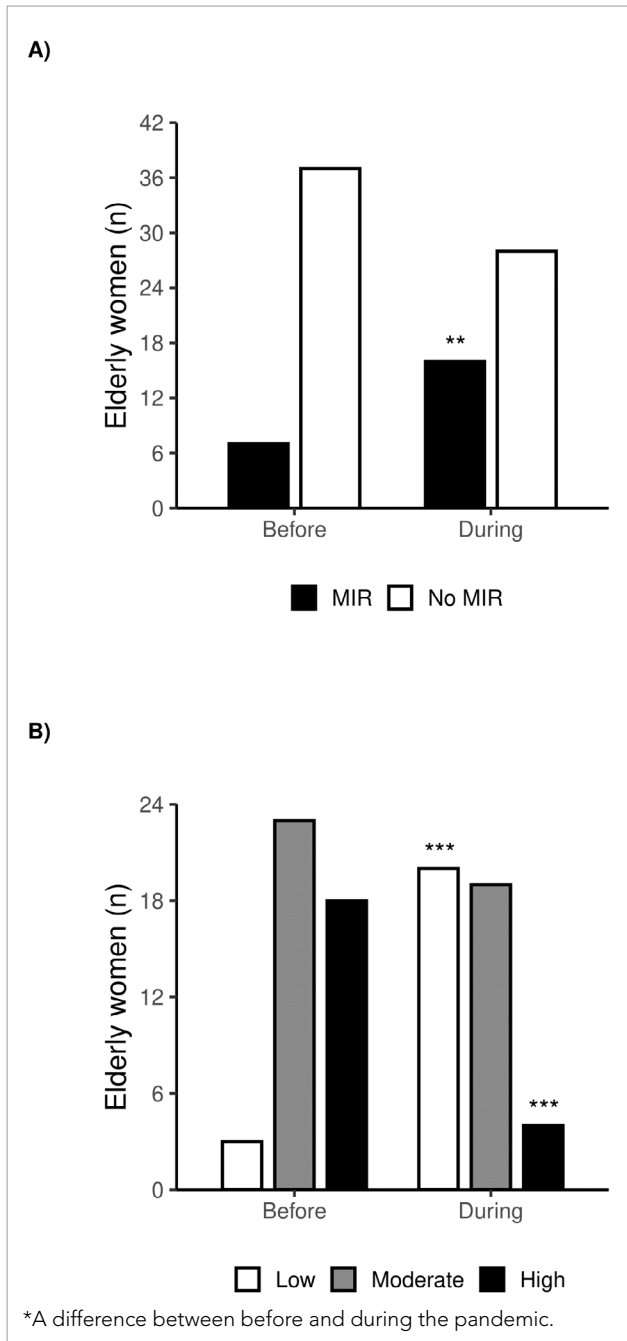 A)
Elderly women (n)
42
36
30
24
18
12
6
0
**
Before During
MIR No MIR
B)
Elderly women (n)
24
18
12
6
0
***
***
Before During
Low Moderate High
*A difference between before and during the pandemic.